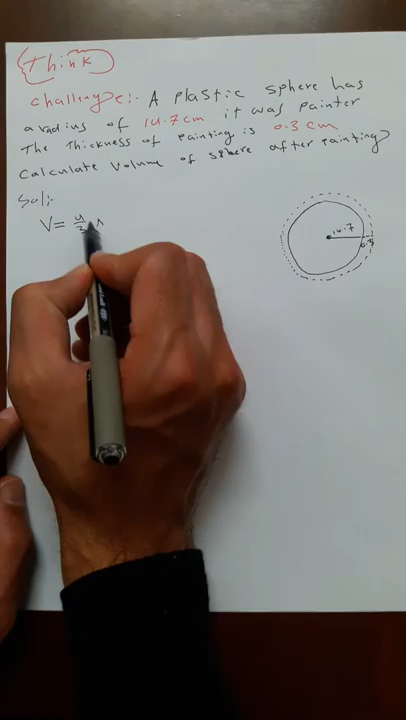 Think
challenge:. A plastic sphere has
a radius of 14.7 cm it was painter
The Thickness of painting is 0.3 cm
calculate Volume of sphere after painting?
Sol:.
V = 4/3
14.7